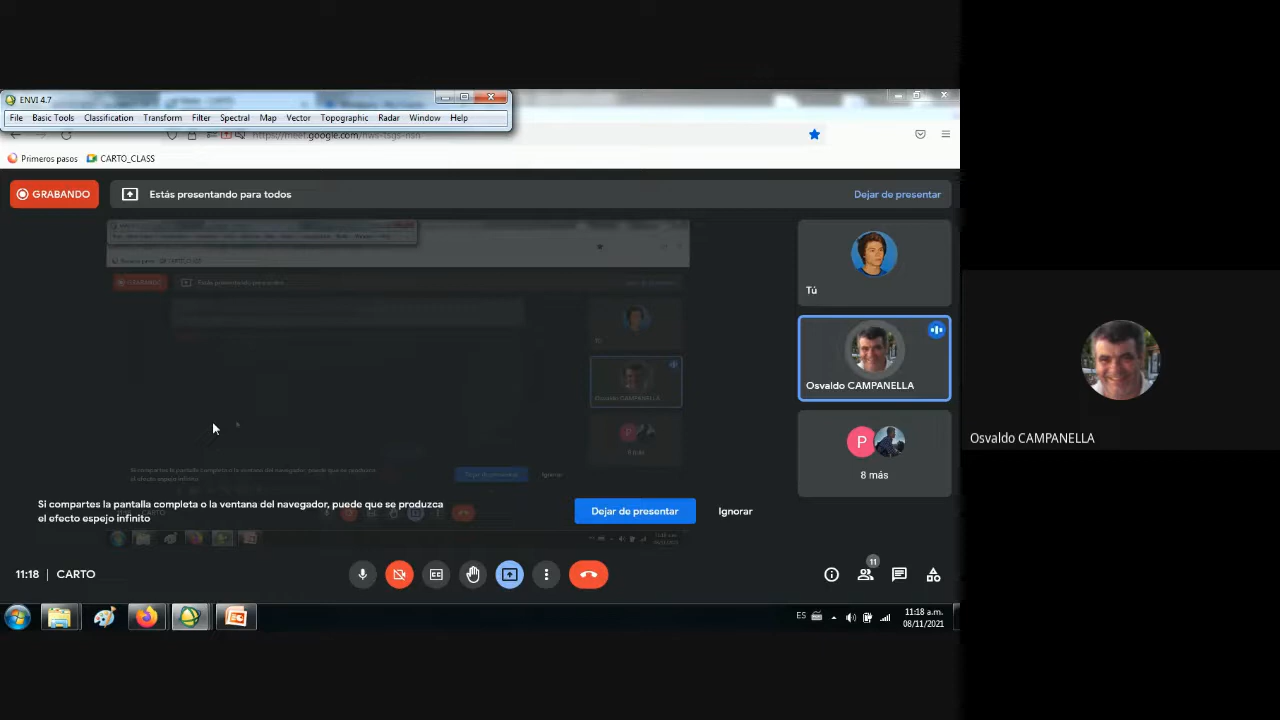 ENVI 4.7
File Basic Tools Classification Transform Filter Spectral Map Vector Topographic Radar Window Help
Primeros pasos CARTO_CLASS
GRABANDO Estás presentando para todos Dejar de presentar
Tú
Osvaldo CAMPANELLA
P
8 más
Osvaldo CAMPANELLA
Si compartes la pantalla completa o la ventana del navegador, puede que se produzca
el efecto espejo infinito
Dejar de presentar Ignorar
11:18 | CARTO
11
ES
11:18 a.m.
08/11/2021